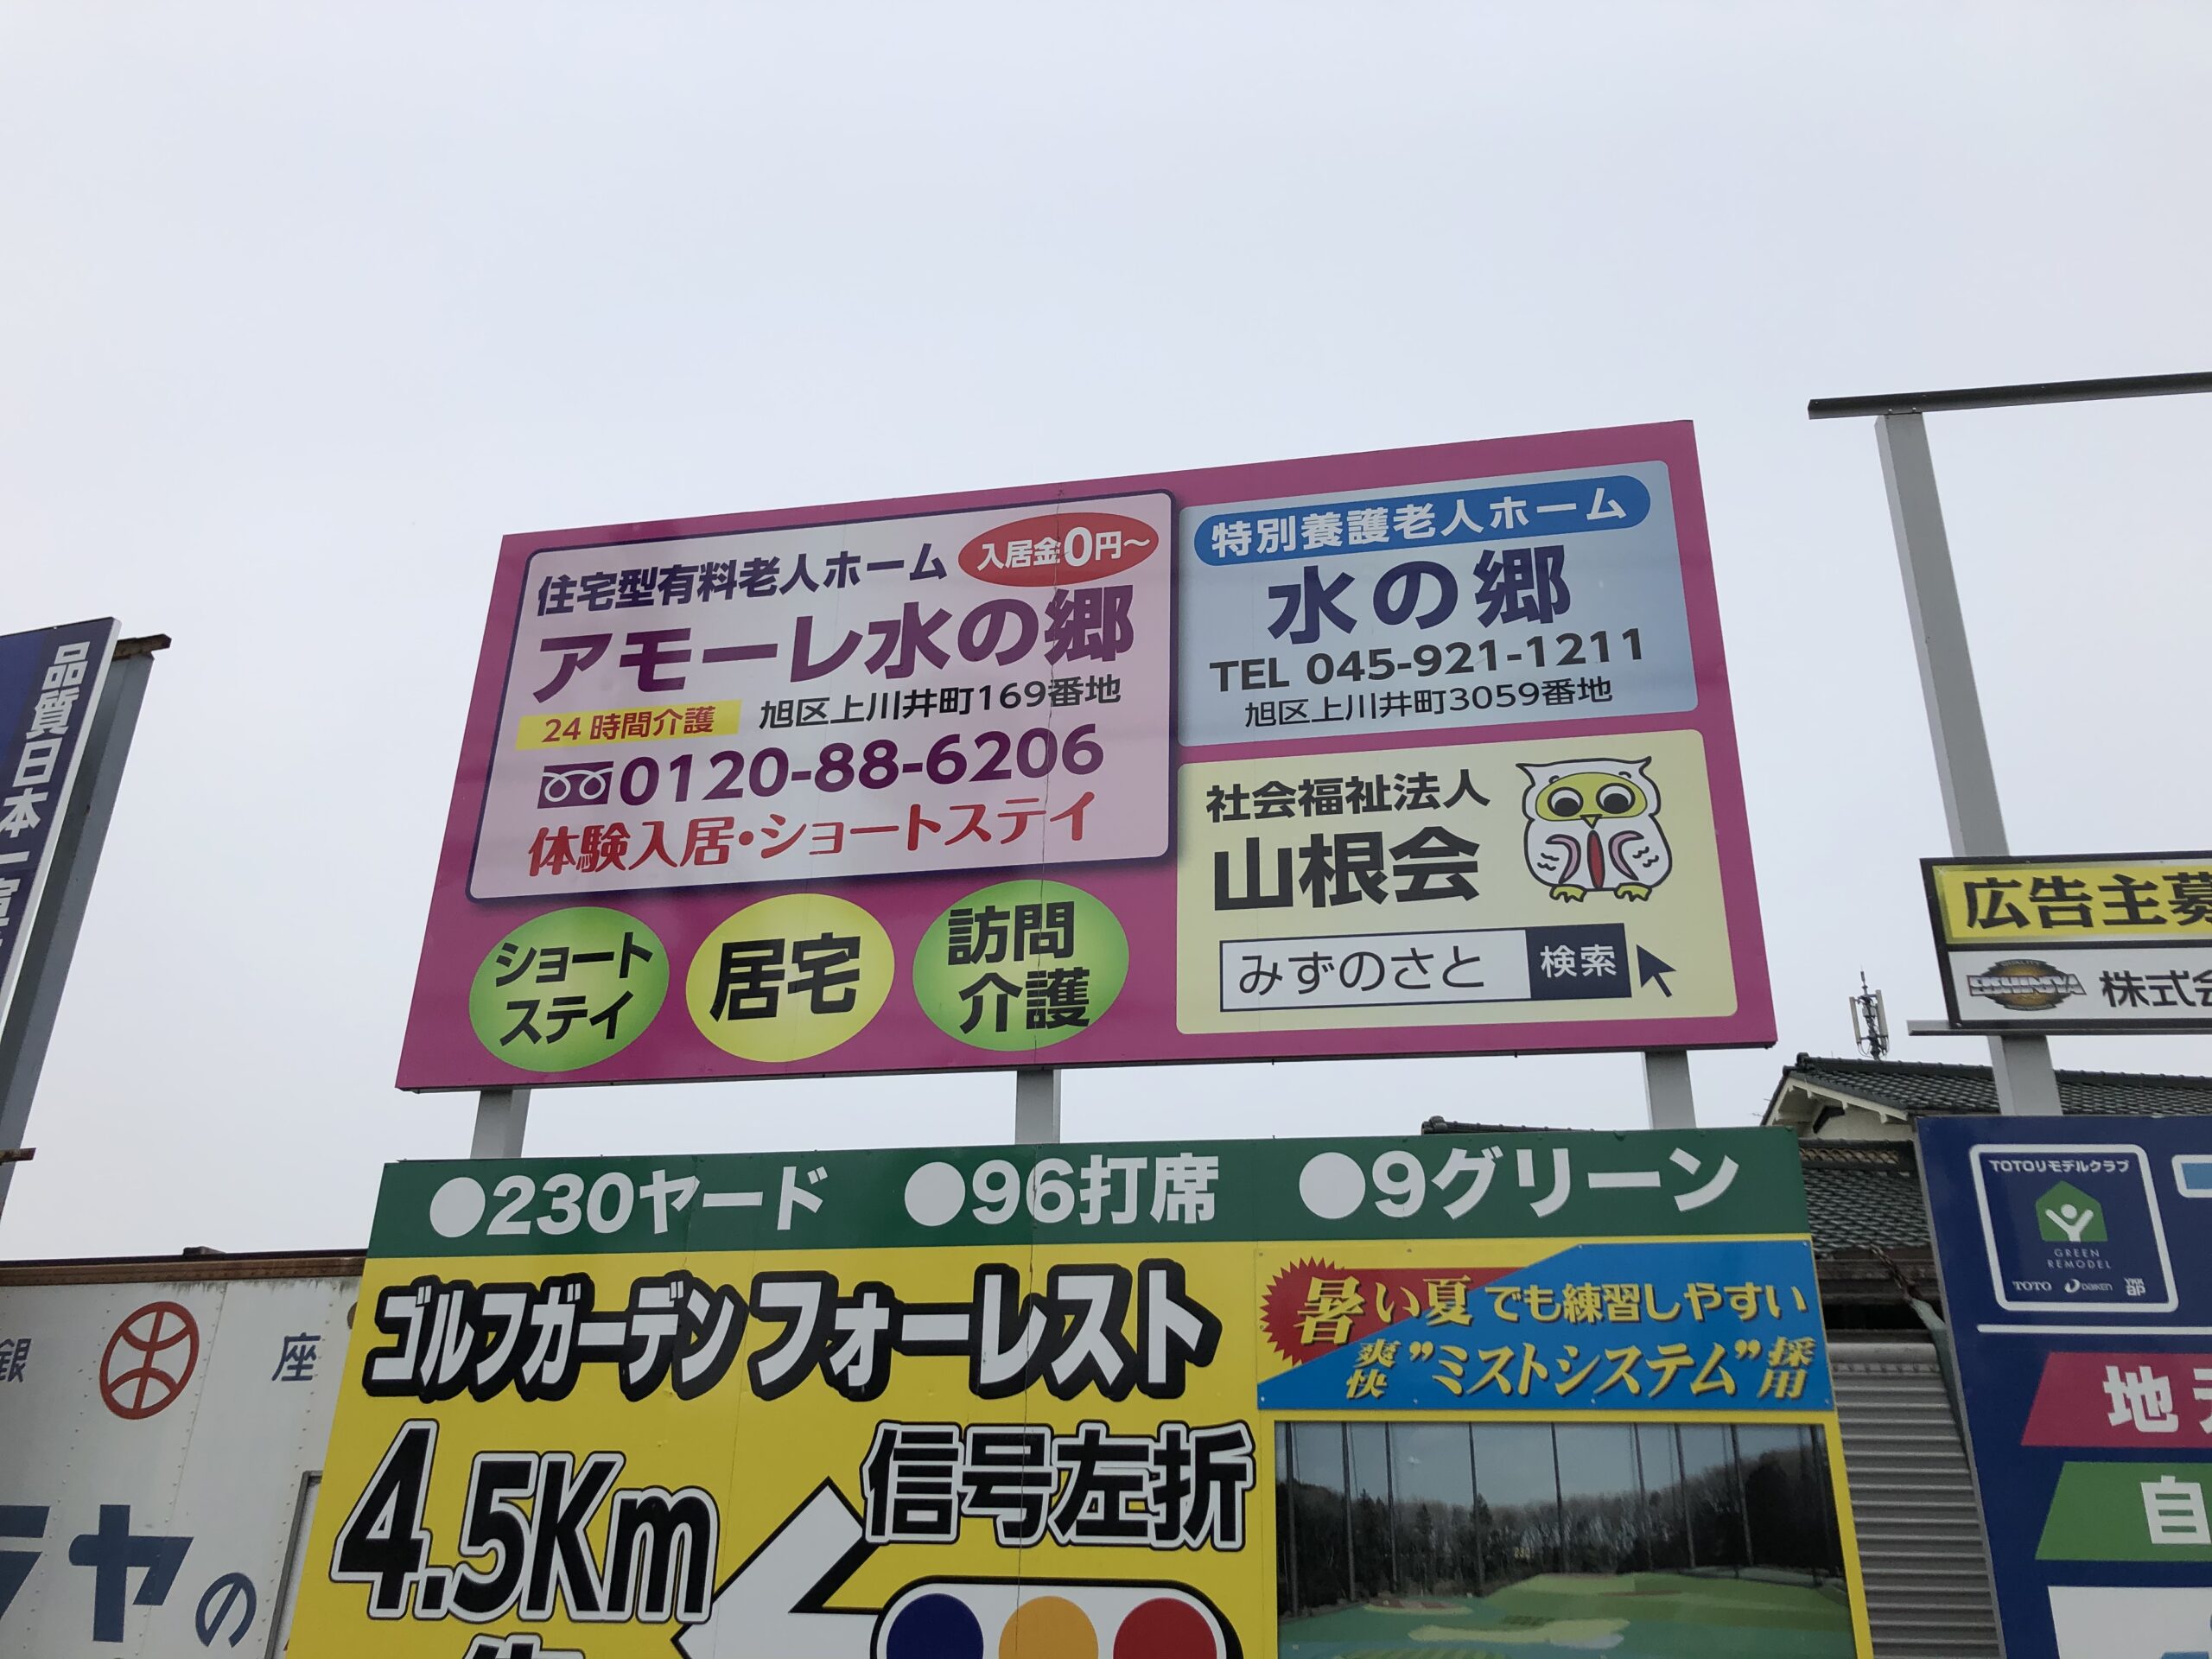 品質日本一
住宅型有料老人ホーム
入居金0円～
アモーレ水の郷
24時間介護
旭区上川井町169番地
0120-88-6206
体験入居・ショートステイ
ショート
ステイ
居宅
訪問
介護
特別養護老人ホーム
水の郷
TEL 045-921-1211
旭区上川井町3059番地
社会福祉法人
山根会
みずのさと
検索
●230ヤード ●96打席 ●9グリーン
ゴルフガーデンフォーレスト
4.5Km
信号左折
暑い夏でも練習しやすい
爽快"ミストシステム"採用
銀
座
ヤの
広告主募
株式会
TOTOリモデルクラブ
GREEN
REMODEL
TOTO
DAIKEN
YKK
ap
地
自